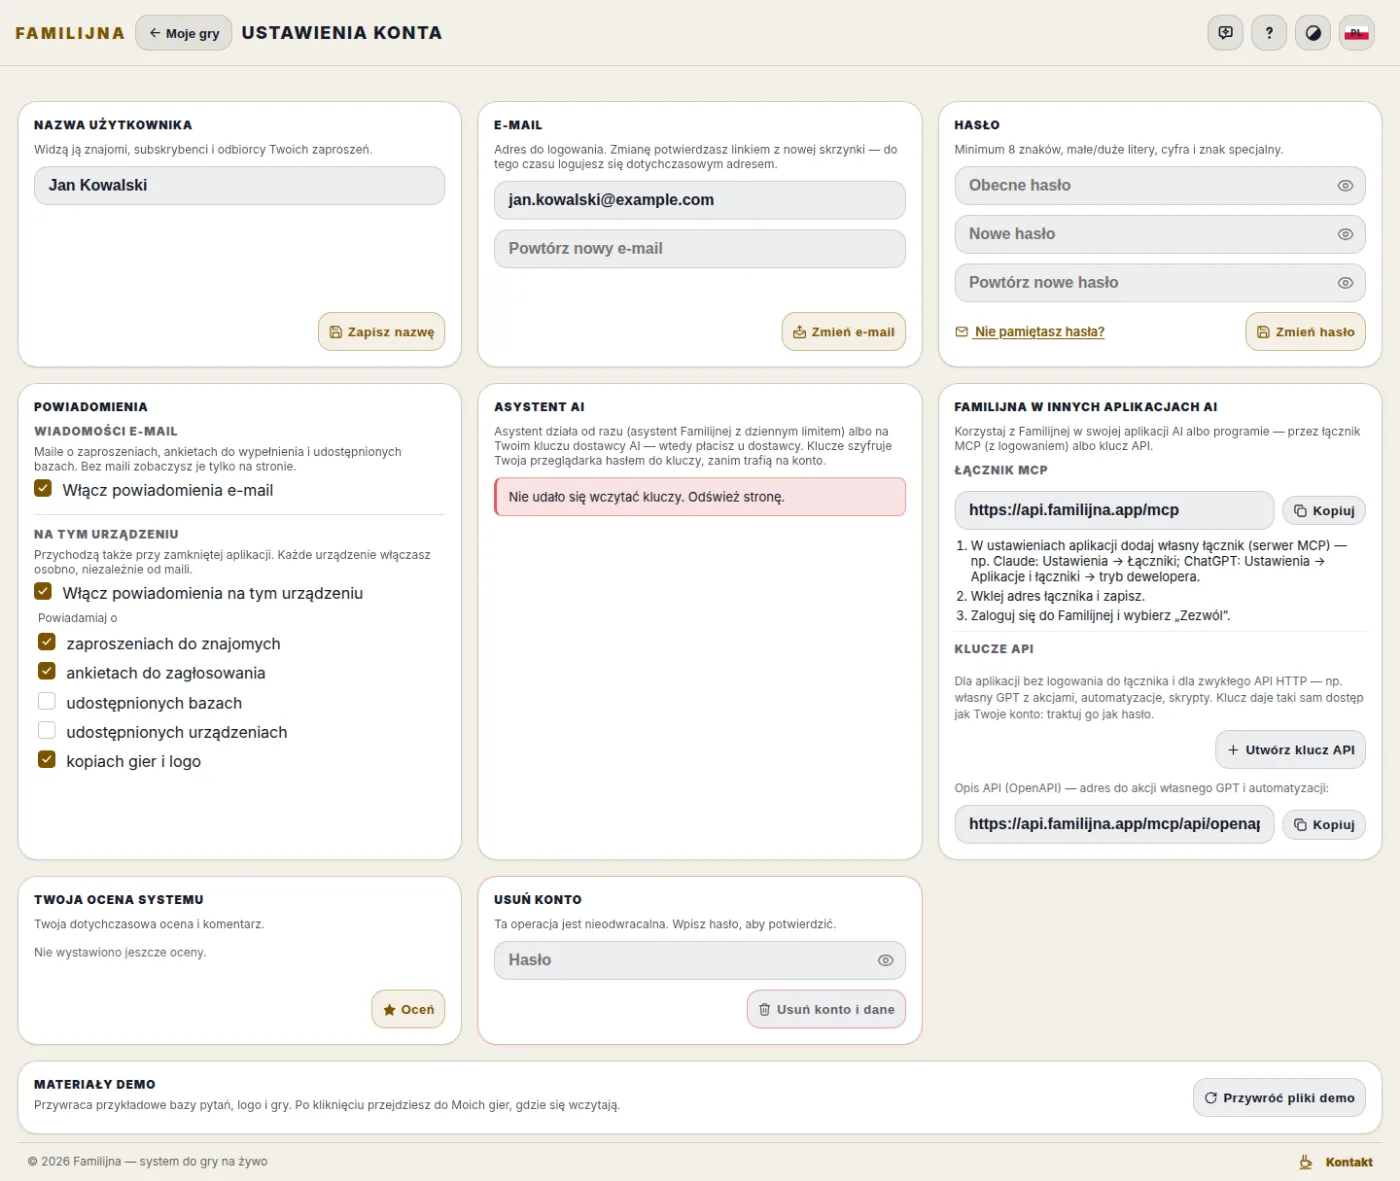 FAMILIJNA
← Moje gry
USTAWIENIA KONTA
?
PL
NAZWA UŻYTKOWNIKA
Widzą ją znajomi, subskrybenci i odbiorcy Twoich zaproszeń.
Jan Kowalski
Zapisz nazwę
E-MAIL
Adres do logowania. Zmianę potwierdzasz linkiem z nowej skrzynki — do
tego czasu logujesz się dotychczasowym adresem.
jan.kowalski@example.com
Powtórz nowy e-mail
Zmień e-mail
HASŁO
Minimum 8 znaków, małe/duże litery, cyfra i znak specjalny.
Obecne hasło
Nowe hasło
Powtórz nowe hasło
Nie pamiętasz hasła?
Zmień hasło
POWIADOMIENIA
WIADOMOŚCI E-MAIL
Maile o zaproszeniach, ankietach do wypełnienia i udostępnionych
bazach. Bez maili zobaczysz je tylko na stronie.
Włącz powiadomienia e-mail
NA TYM URZĄDZENIU
Przychodzą także przy zamkniętej aplikacji. Każde urządzenie włączasz
osobno, niezależnie od maili.
Włącz powiadomienia na tym urządzeniu
Powiadamiaj o
zaproszeniach do znajomych
ankietach do zagłosowania
udostępnionych bazach
udostępnionych urządzeniach
kopiach gier i logo
ASYSTENT AI
Asystent działa od razu (asystent Familijnej z dziennym limitem) albo na
Twoim kluczu dostawcy AI — wtedy płacisz u dostawcy. Klucze szyfruje
Twoja przeglądarka hasłem do kluczy, zanim trafią na konto.
Nie udało się wczytać kluczy. Odśwież stronę.
FAMILIJNA W INNYCH APLIKACJACH AI
Korzystaj z Familijnej w swojej aplikacji AI albo programie — przez łącznik
MCP (z logowaniem) albo klucz API.
ŁĄCZNIK MCP
https://api.familijna.app/mcp
Kopiuj
1. W ustawieniach aplikacji dodaj własny łącznik (serwer MCP) —
np. Claude: Ustawienia → Łączniki; ChatGPT: Ustawienia →
Aplikacje i łączniki → tryb dewelopera.
2. Wklej adres łącznika i zapisz.
3. Zaloguj się do Familijnej i wybierz „Zezwól”.
KLUCZE API
Dla aplikacji bez logowania do łącznika i dla zwykłego API HTTP — np.
własny GPT z akcjami, automatyzacje, skrypty. Klucz daje taki sam dostęp
jak Twoje konto: traktuj go jak hasło.
+ Utwórz klucz API
Opis API (OpenAPI) — adres do akcji własnego GPT i automatyzacji:
https://api.familijna.app/mcp/api/openap
Kopiuj
TWOJA OCENA SYSTEMU
Twoja dotychczasowa ocena i komentarz.
Nie wystawiono jeszcze oceny.
Oceń
USUŃ KONTO
Ta operacja jest nieodwracalna. Wpisz hasło, aby potwierdzić.
Hasło
Usuń konto i dane
MATERIAŁY DEMO
Przywraca przykładowe bazy pytań, logo i gry. Po kliknięciu przejdziesz do Moich gier, gdzie się wczytają.
Przywróć pliki demo
© 2026 Familijna — system do gry na żywo
Kontakt